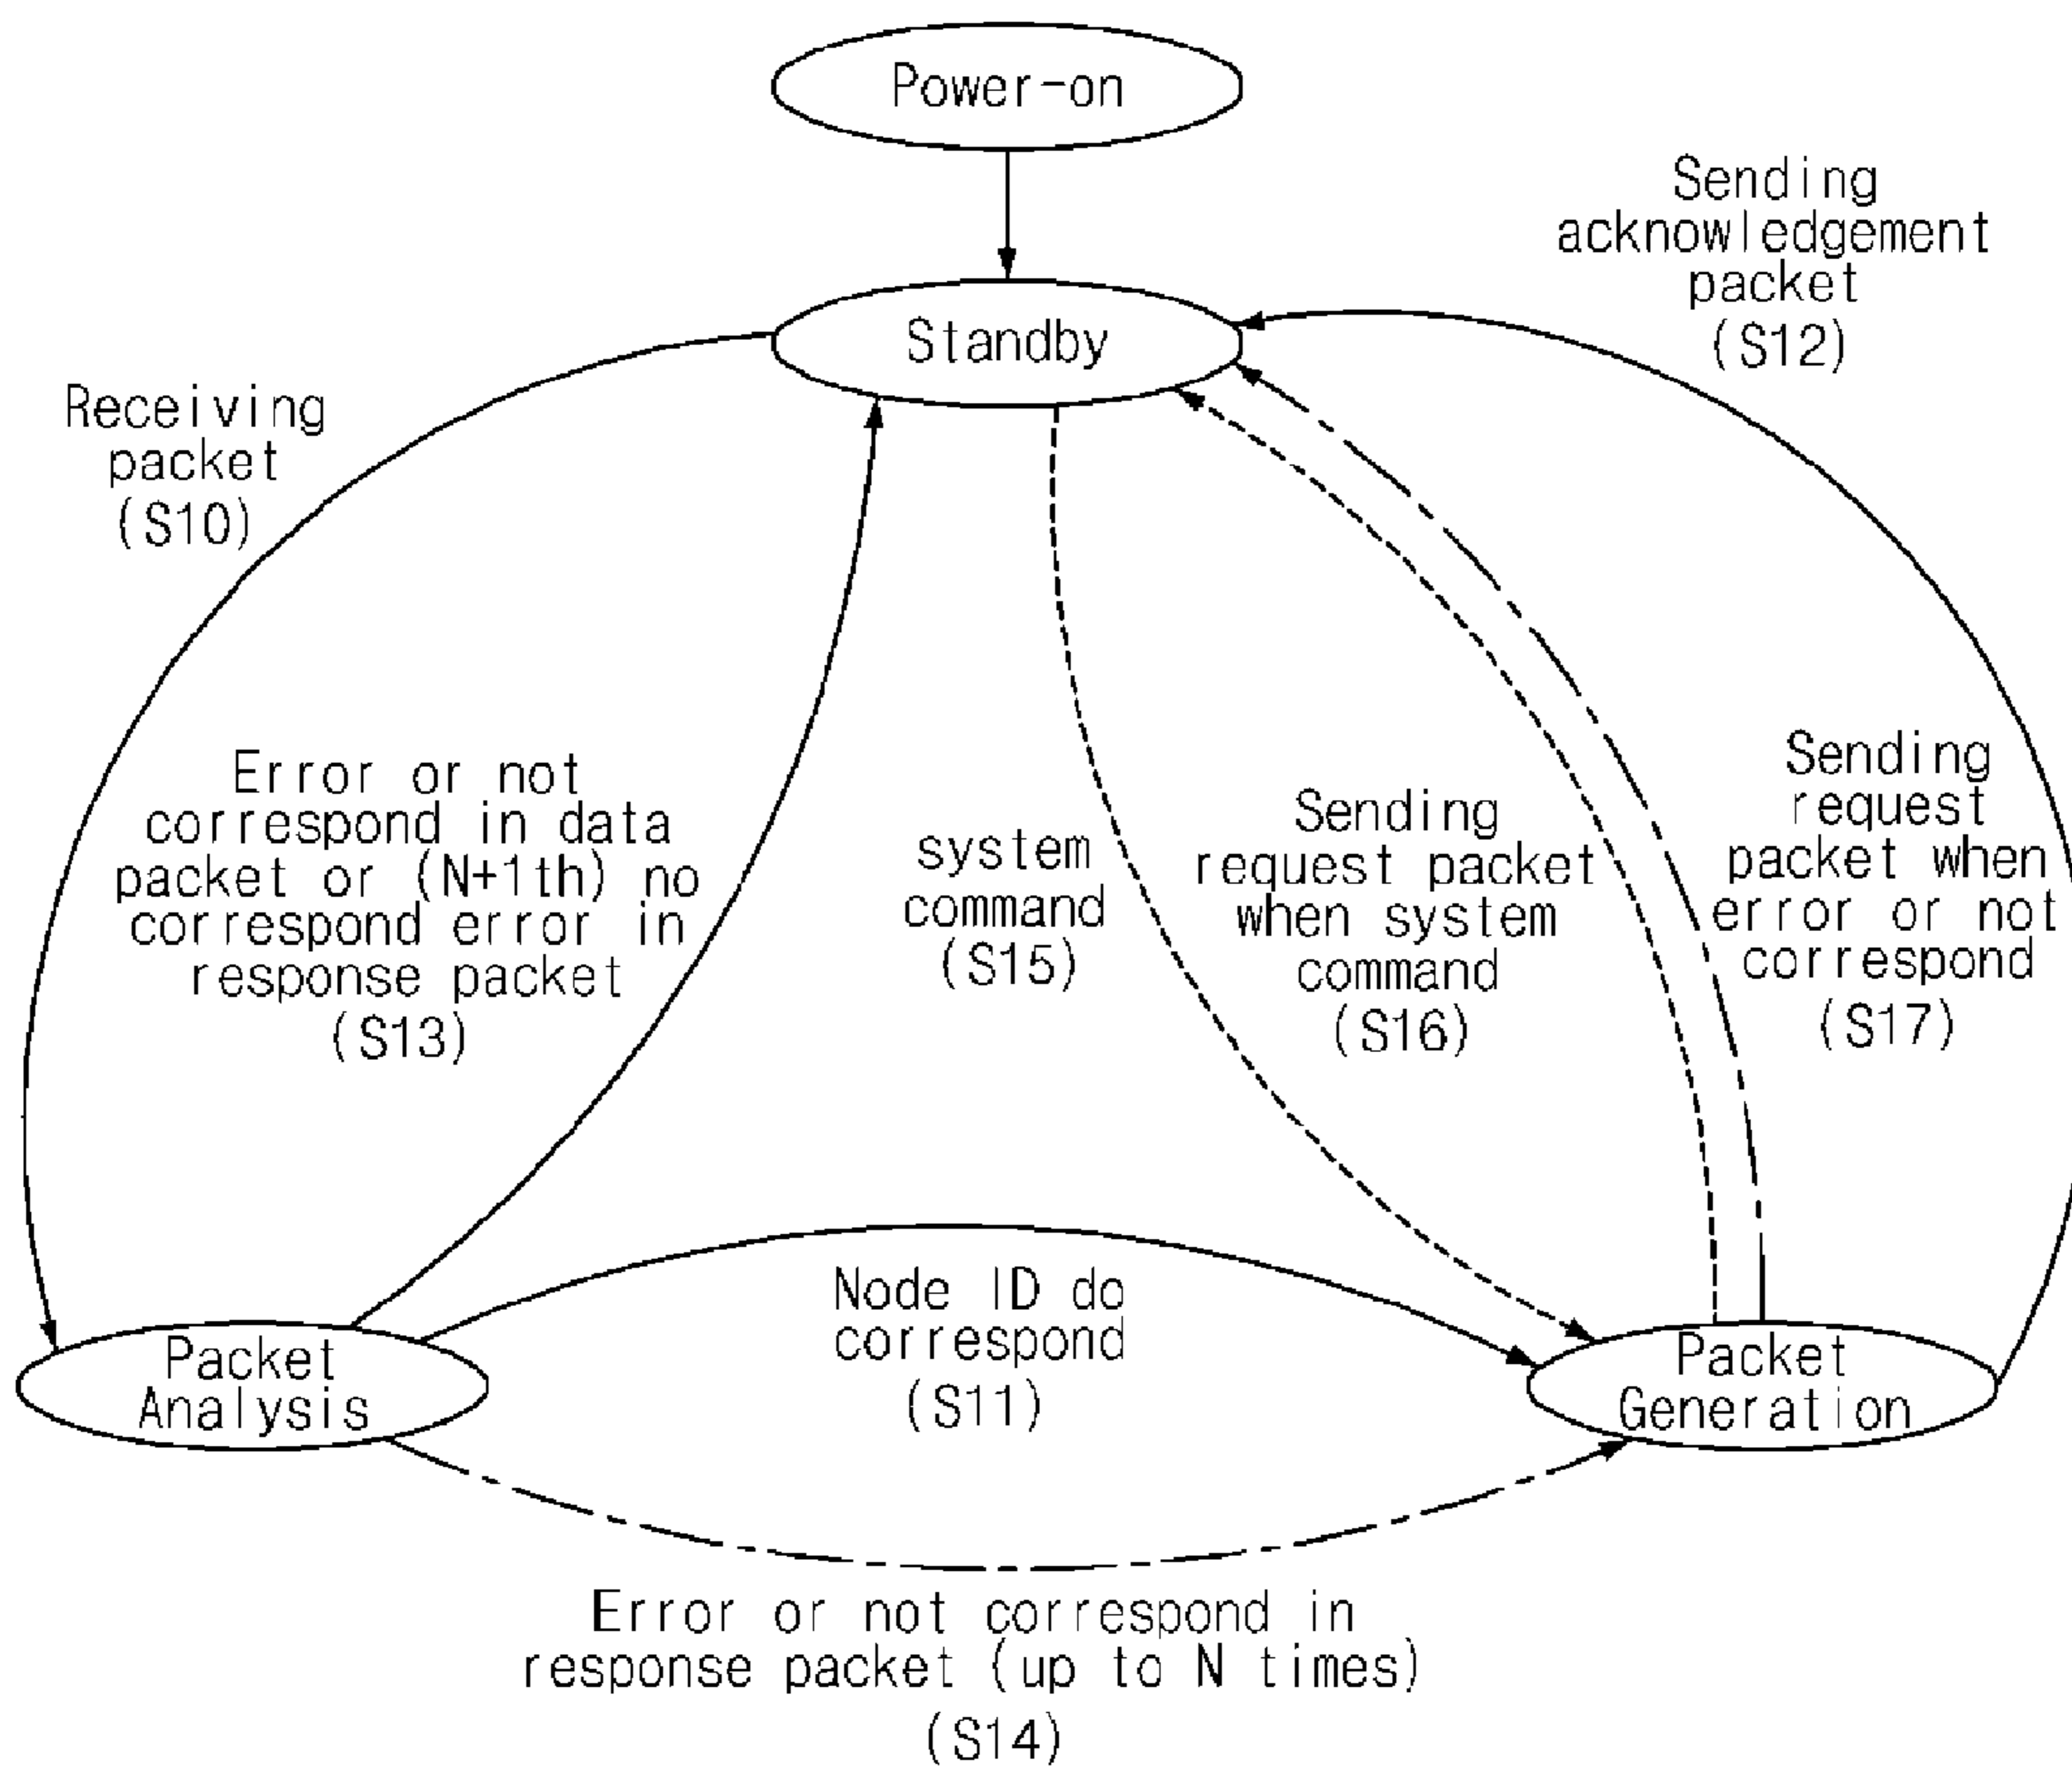 Power-on
Sending
acknowledgement
packet
(S12)
Standby
Receiving
packet
(S10)
Error or not
correspond in data
packet or (N+1th) no
correspond error in
response packet
(S13)
system
command
(S15)
Sending
request packet
when system
command
(S16)
Sending
request
packet when
error or not
correspond
(S17)
Node ID do
correspond
(S11)
Packet
Analysis
Packet
Generation
Error or not correspond in
response packet (up to N times)
(S14)